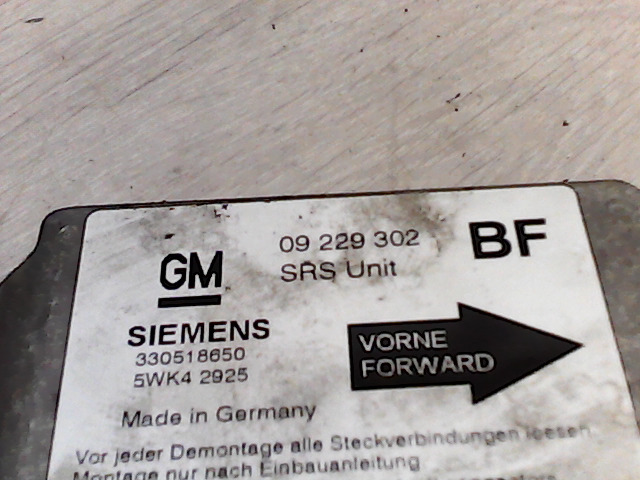 09 229 302
BF
GM
SRS Unit
SIEMENS
330518650
5WK4 2925
VORNE
FORWARD
Made in Germany
Vor jeder Demontage alle Steckverbindungen loesen
Montage nur nach Einbauanleitung